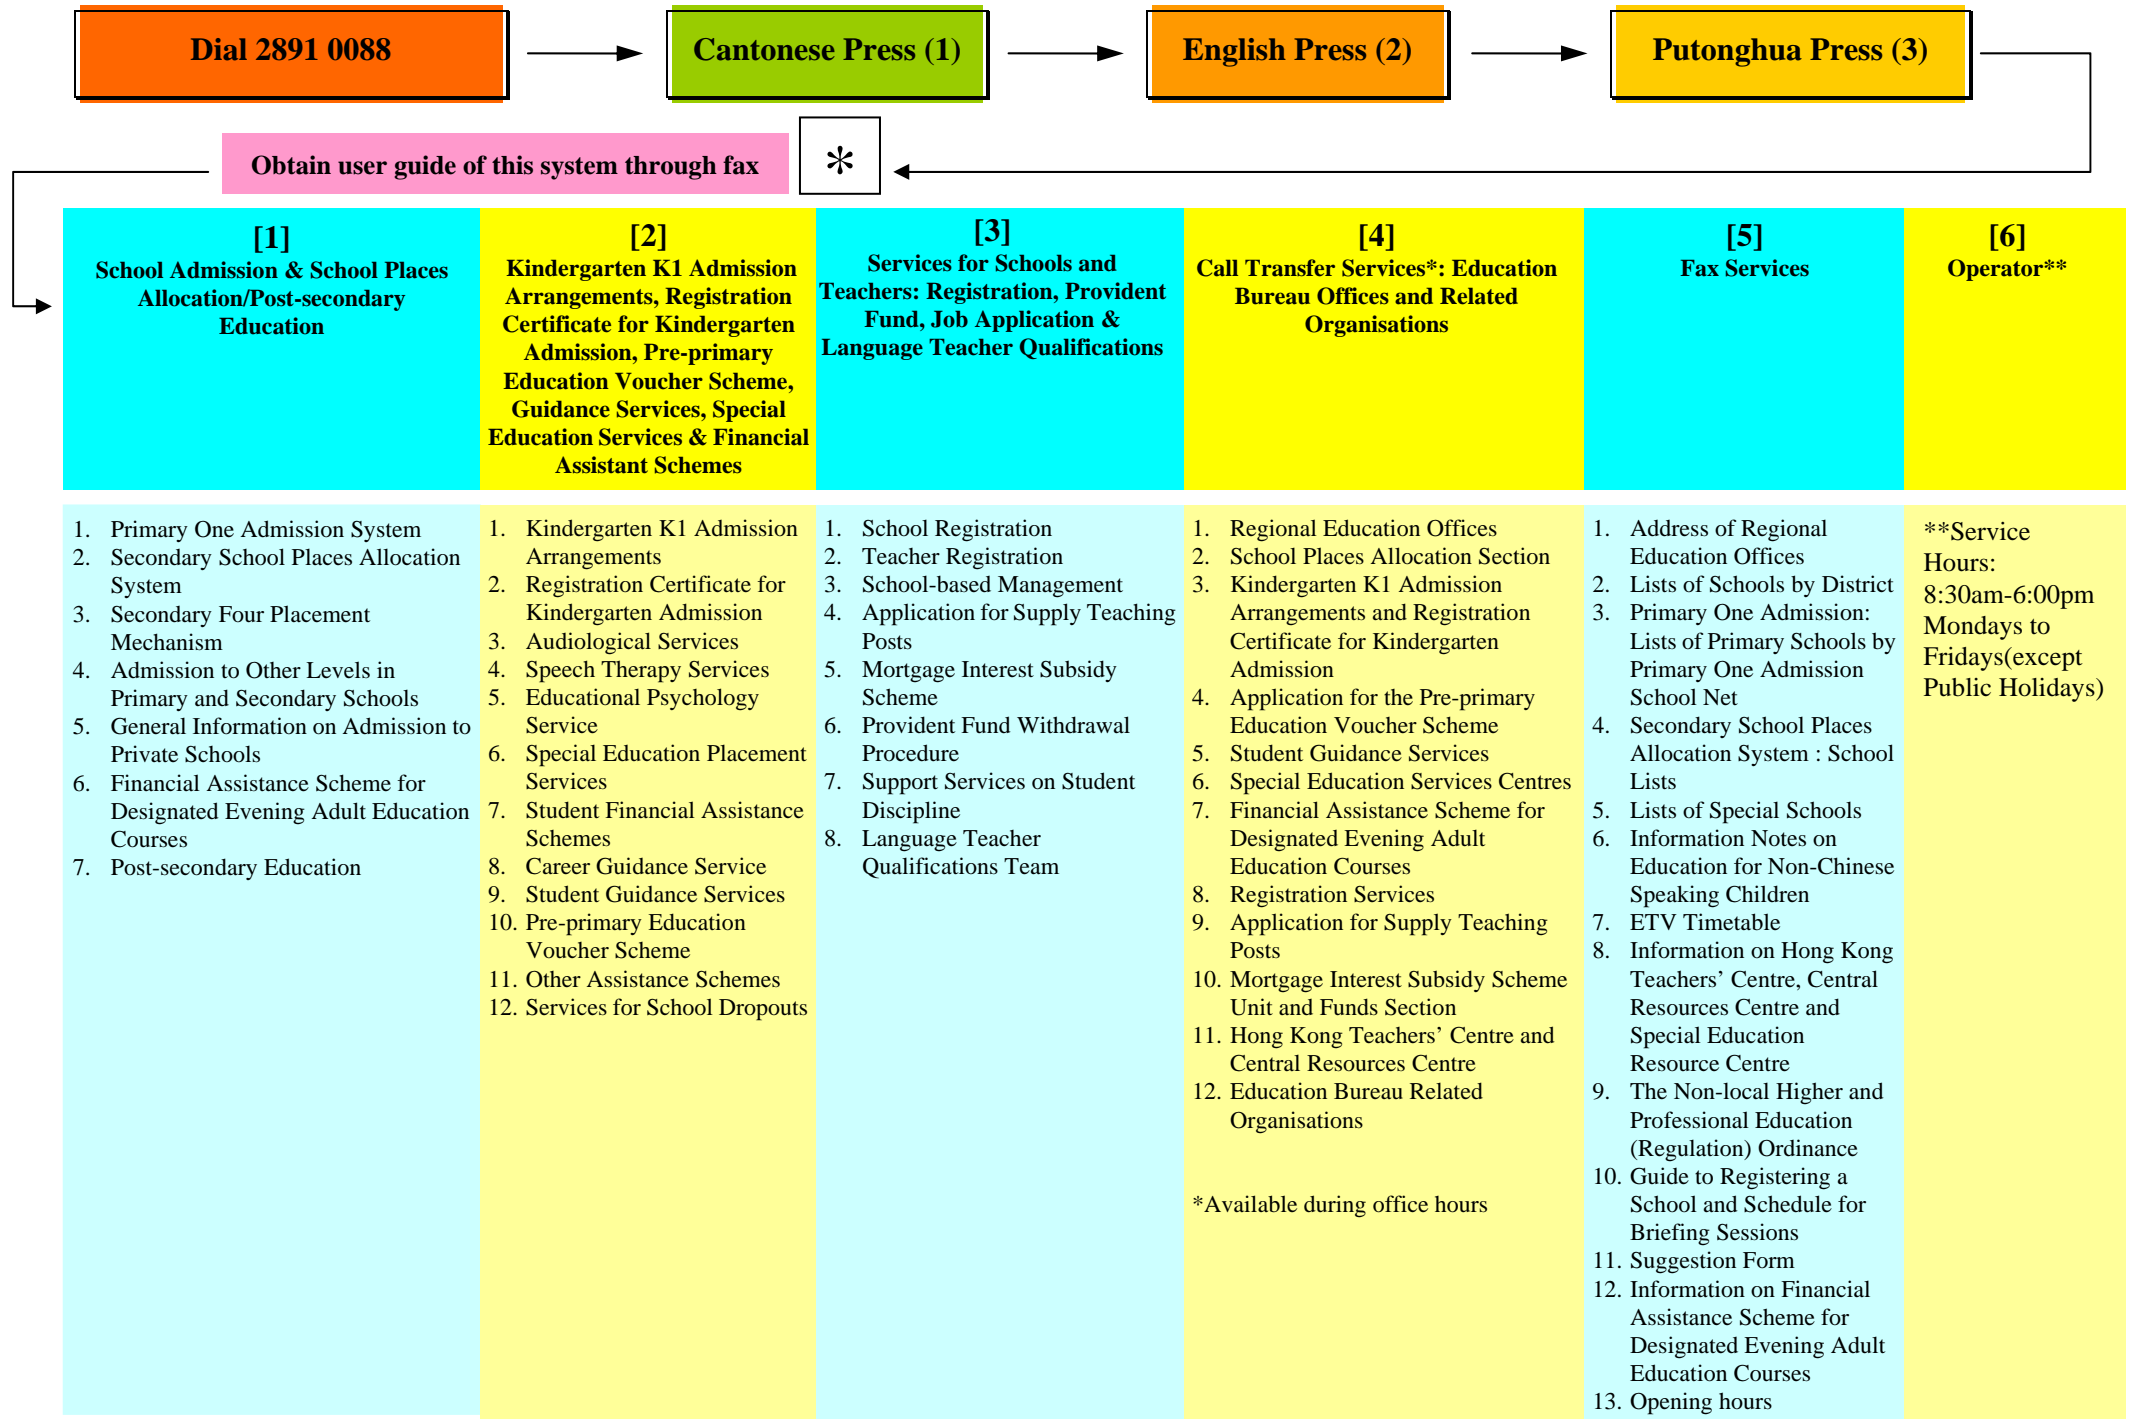 Dial 2891 0088
Cantonese Press (1)
English Press (2)
Putonghua Press (3)
Obtain user guide of this system through fax
*
[1]
School Admission & School Places
Allocation/Post-secondary
Education
[2]
Kindergarten K1 Admission
Arrangements, Registration
Certificate for Kindergarten
Admission, Pre-primary
Education Voucher Scheme,
Guidance Services, Special
Education Services & Financial
Assistant Schemes
[3]
Services for Schools and
Teachers: Registration, Provident
Fund, Job Application &
Language Teacher Qualifications
[4]
Call Transfer Services*: Education
Bureau Offices and Related
Organisations
[5]
Fax Services
[6]
Operator**
1. Primary One Admission System
2. Secondary School Places Allocation
System
3. Secondary Four Placement
Mechanism
4. Admission to Other Levels in
Primary and Secondary Schools
5. General Information on Admission to
Private Schools
6. Financial Assistance Scheme for
Designated Evening Adult Education
Courses
7. Post-secondary Education
1. Kindergarten K1 Admission
Arrangements
2. Registration Certificate for
Kindergarten Admission
3. Audiological Services
4. Speech Therapy Services
5. Educational Psychology
Service
6. Special Education Placement
Services
7. Student Financial Assistance
Schemes
8. Career Guidance Service
9. Student Guidance Services
10. Pre-primary Education
Voucher Scheme
11. Other Assistance Schemes
12. Services for School Dropouts
1. School Registration
2. Teacher Registration
3. School-based Management
4. Application for Supply Teaching
Posts
5. Mortgage Interest Subsidy
Scheme
6. Provident Fund Withdrawal
Procedure
7. Support Services on Student
Discipline
8. Language Teacher
Qualifications Team
1. Regional Education Offices
2. School Places Allocation Section
3. Kindergarten K1 Admission
Arrangements and Registration
Certificate for Kindergarten
Admission
4. Application for the Pre-primary
Education Voucher Scheme
5. Student Guidance Services
6. Special Education Services Centres
7. Financial Assistance Scheme for
Designated Evening Adult
Education Courses
8. Registration Services
9. Application for Supply Teaching
Posts
10. Mortgage Interest Subsidy Scheme
Unit and Funds Section
11. Hong Kong Teachers’ Centre and
Central Resources Centre
12. Education Bureau Related
Organisations
*Available during office hours
1. Address of Regional
Education Offices
2. Lists of Schools by District
3. Primary One Admission:
Lists of Primary Schools by
Primary One Admission
School Net
4. Secondary School Places
Allocation System : School
Lists
5. Lists of Special Schools
6. Information Notes on
Education for Non-Chinese
Speaking Children
7. ETV Timetable
8. Information on Hong Kong
Teachers’ Centre, Central
Resources Centre and
Special Education
Resource Centre
9. The Non-local Higher and
Professional Education
(Regulation) Ordinance
10. Guide to Registering a
School and Schedule for
Briefing Sessions
11. Suggestion Form
12. Information on Financial
Assistance Scheme for
Designated Evening Adult
Education Courses
13. Opening hours
**Service
Hours:
8:30am-6:00pm
Mondays to
Fridays(except
Public Holidays)